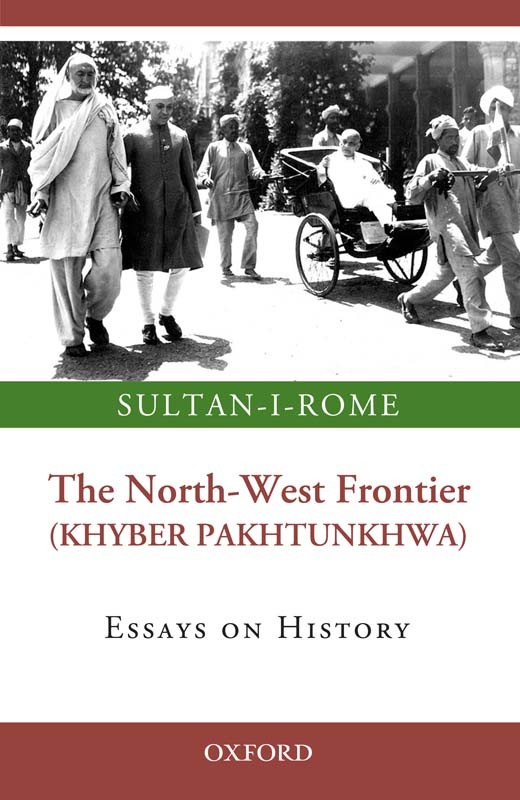 SULTAN-I-ROME
The North-West Frontier
(KHYBER PAKHTUNKHWA)
Essays on History
OXFORD